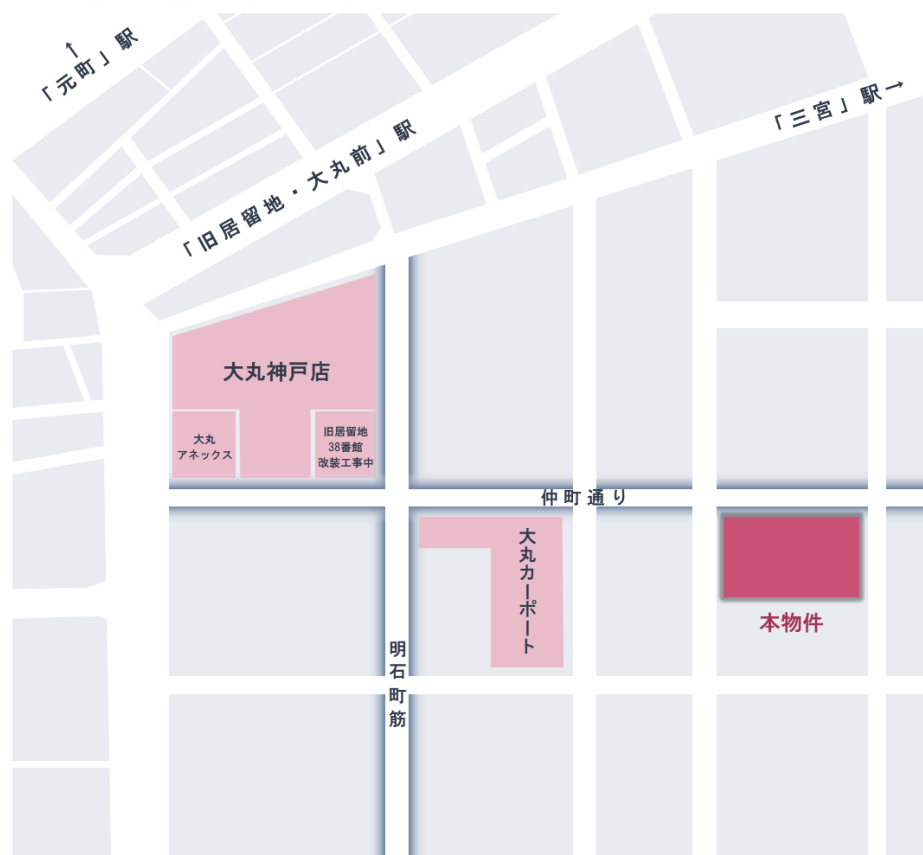 ↑
「元町」駅
「三宮」駅→
「旧居留地・大丸前」駅
大丸神戸店
大丸
アネックス
旧居留地
38番館
改装工事中
仲町通り
大丸カーポート
本物件
明石町筋